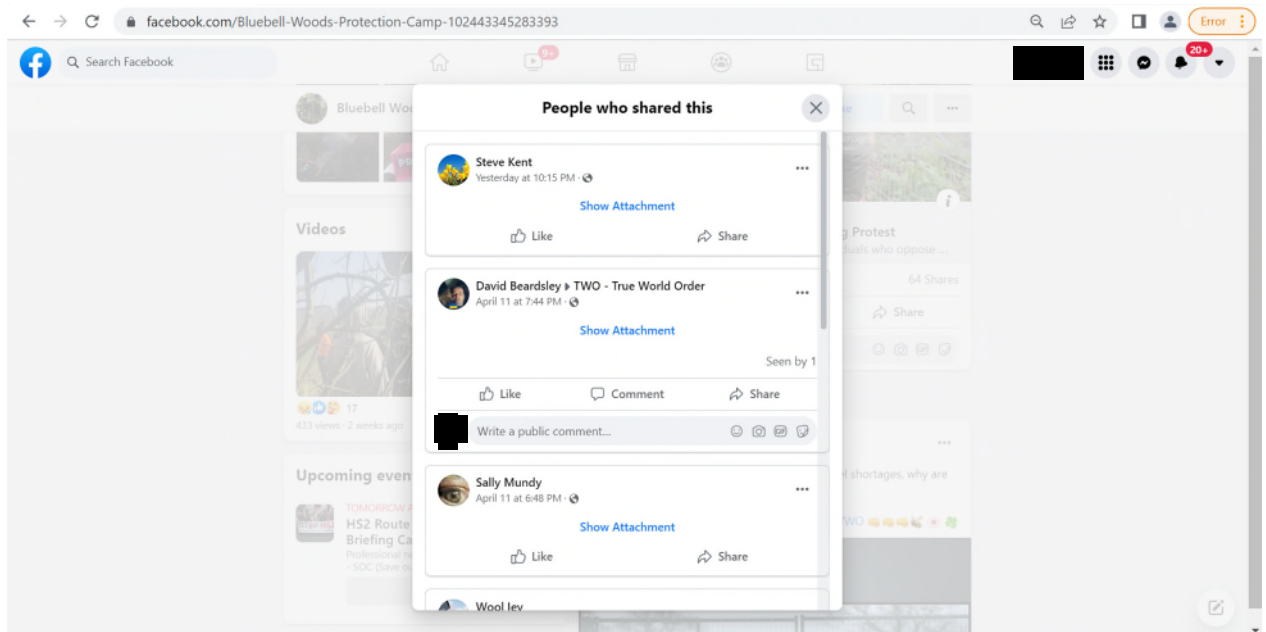 facebook.com/Bluebell-Woods-Protection-Camp-102443345283393
Error
Search Facebook
9+
20+
Bluebell Woo
People who shared this
Steve Kent
Yesterday at 10:15 PM ·
Show Attachment
Like
Share
David Beardsley ▸ TWO - True World Order
April 11 at 7:44 PM ·
Show Attachment
Seen by 1
Like
Comment
Share
Write a public comment...
Sally Mundy
April 11 at 6:48 PM ·
Show Attachment
Like
Share
Wool ley
Videos
17
433 views · 2 weeks ago
Upcoming even
TOMORROW A
HS2 Route
Briefing Ca
Professional ne
- SOC (Save ou
g Protest
duals who oppose ...
64 Shares
Share
l shortages, why are
WO